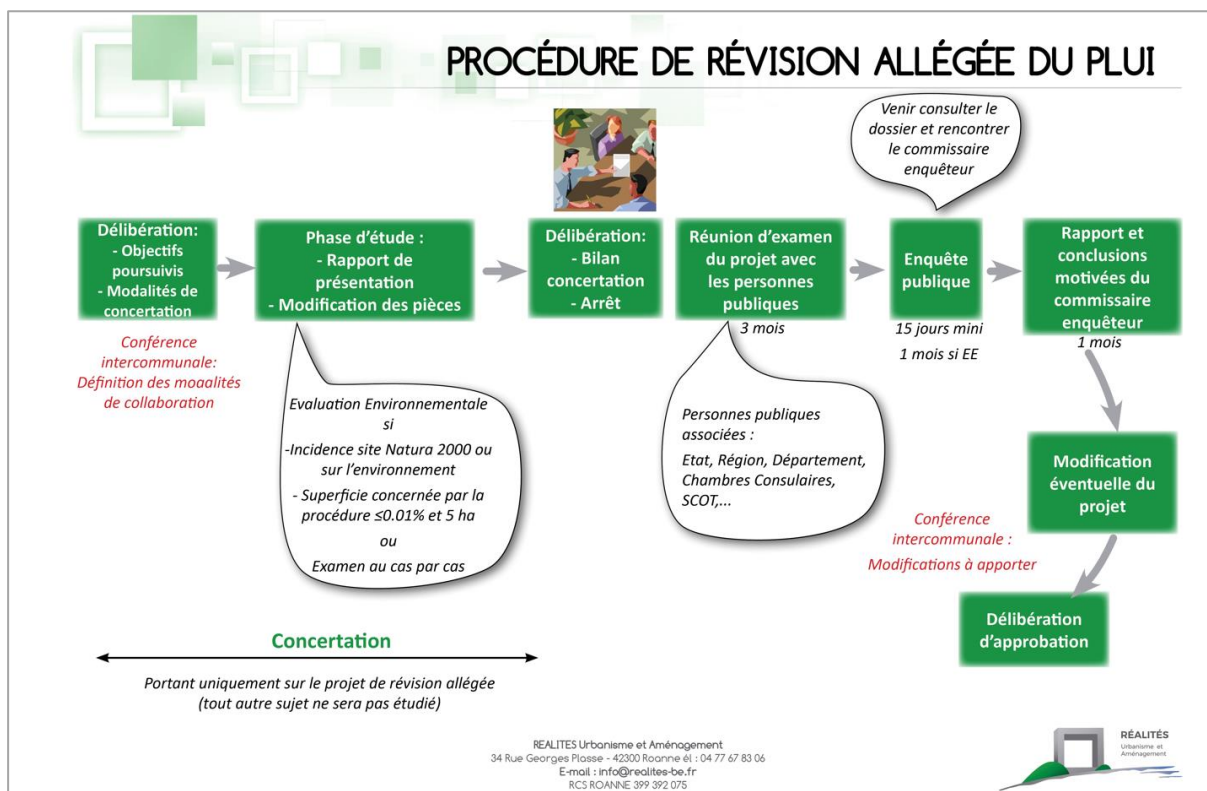 PROCÉDURE DE RÉVISION ALLÉGÉE DU PLUI
Venir consulter le
dossier et rencontrer
le commissaire
enquêteur
Délibération:
- Objectifs
poursuivis
- Modalités de
concertation
Phase d'étude :
- Rapport de
présentation
- Modification des pièces
Délibération:
- Bilan
concertation
- Arrêt
Réunion d'examen
du projet avec
les personnes
publiques
3 mois
Enquête
publique
15 jours mini
1 mois si EE
Rapport et
conclusions
motivées du
commissaire
enquêteur
1 mois
Conférence
intercommunale:
Définition des moaalités
de collaboration
Evaluation Environnementale
si
-Incidence site Natura 2000 ou
sur l'environnement
- Superficie concernée par la
procédure ≤0.01% et 5 ha
ou
Examen au cas par cas
Personnes publiques
associées :
Etat, Région, Département,
Chambres Consulaires,
SCOT,...
Modification
éventuelle du
projet
Conférence
intercommunale :
Modifications à apporter
Délibération
d'approbation
Concertation
Portant uniquement sur le projet de révision allégée
(tout autre sujet ne sera pas étudié)
REALITES Urbanisme et Aménagement
34 Rue Georges Plasse - 42300 Roanne él : 04 77 67 83 06
E-mail : info@realites-be.fr
RCS ROANNE 399 392 075
RÉALITÉS
Urbanisme et
Aménagement